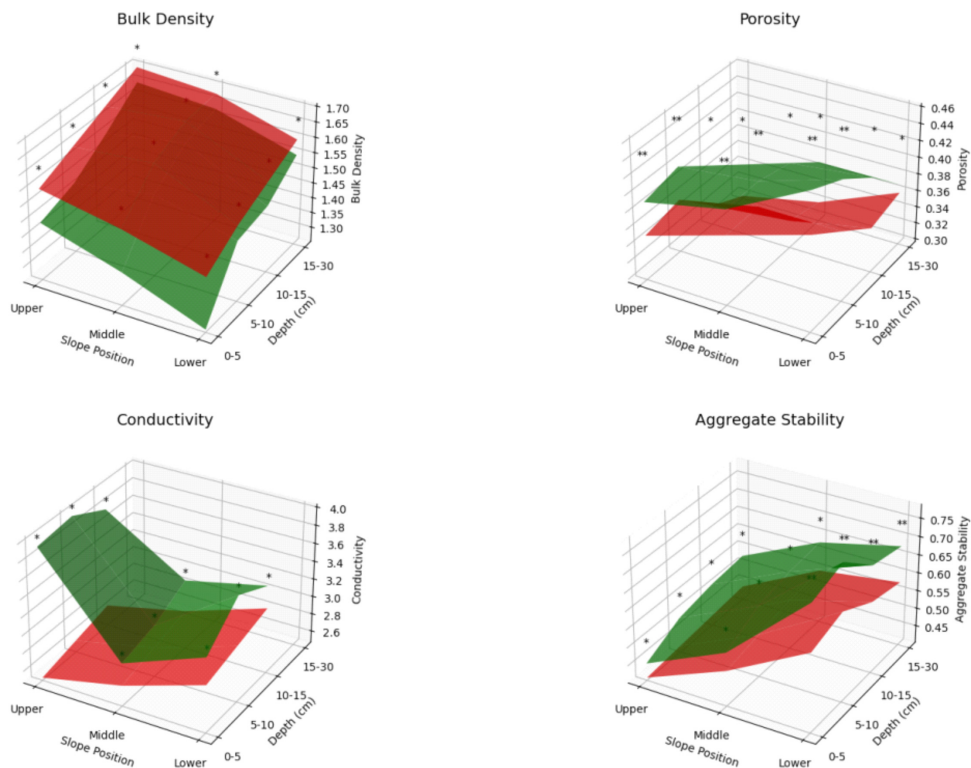 Bulk Density
Porosity
1.70
1.65
1.60
1.55
1.50
1.45
1.40
1.35
1.30
Bulk Density
Upper
Middle
Lower
Slope Position
0-5
5-10
10-15
15-30
Depth (cm)
0.46
0.44
0.42
0.40
0.38
0.36
0.34
0.32
0.30
Porosity
Upper
Middle
Lower
Slope Position
0-5
5-10
10-15
15-30
Depth (cm)
Conductivity
Aggregate Stability
4.0
3.8
3.6
3.4
3.2
3.0
2.8
2.6
Conductivity
Upper
Middle
Lower
Slope Position
0-5
5-10
10-15
15-30
Depth (cm)
0.75
0.70
0.65
0.60
0.55
0.50
0.45
Aggregate Stability
Upper
Middle
Lower
Slope Position
0-5
5-10
10-15
15-30
Depth (cm)